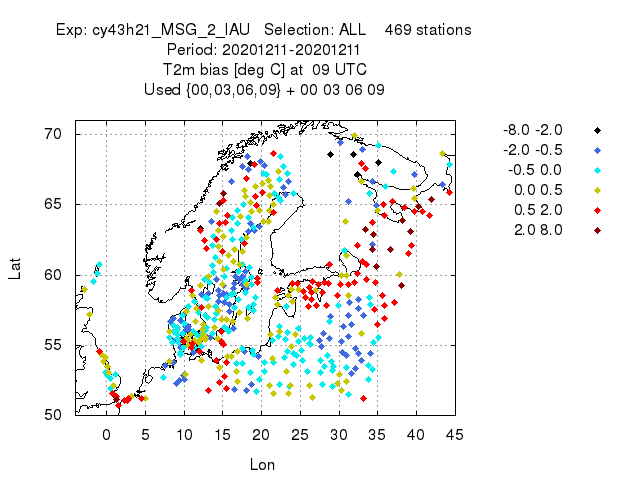 Exp: cy43h21_MSG_2_IAU Selection: ALL 469 stations
Period: 20201211-20201211
T2m bias [deg C] at 09 UTC
Used {00,03,06,09} + 00 03 06 09
70
65
60
55
50
Lat
0 5 10 15 20 25 30 35 40 45
Lon
-8.0 -2.0
-2.0 -0.5
-0.5 0.0
0.0 0.5
0.5 2.0
2.0 8.0